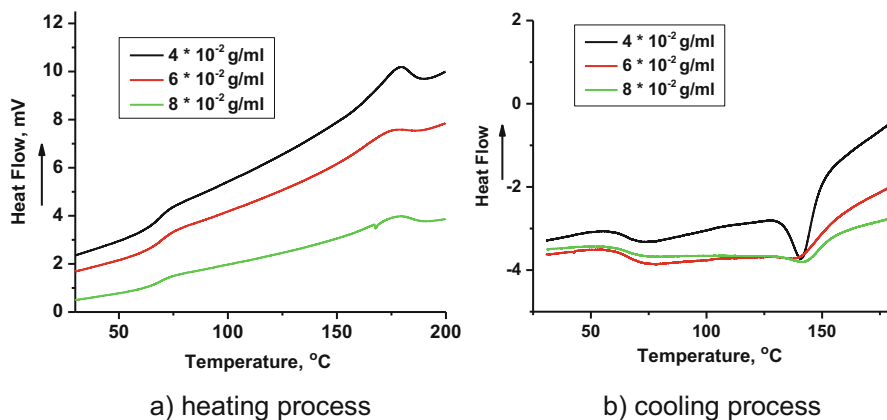 4 * 10⁻² g/ml
6 * 10⁻² g/ml
8 * 10⁻² g/ml
12
10
8
6
4
2
0
Heat Flow, mV
50
100
150
200
Temperature, °C
a) heating process
4 * 10⁻² g/ml
6 * 10⁻² g/ml
8 * 10⁻² g/ml
2
0
-2
-4
Heat Flow
50
100
150
Temperature, °C
b) cooling process